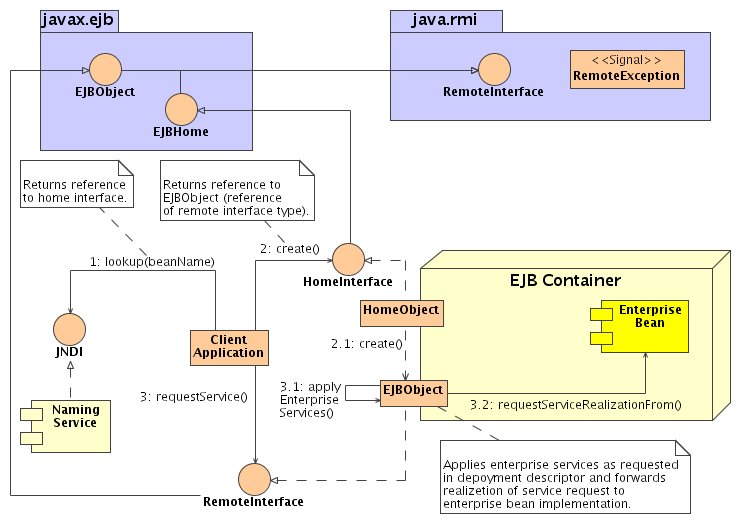 javax.ejb
java.rmi
EJBObject
EJBHome
RemoteInterface
<<Signal>>
RemoteException
Returns reference
to home interface.
Returns reference to
EJBObject (reference
of remote interface type).
1: lookup(beanName)
2: create()
HomeInterface
EJB Container
HomeObject
Enterprise
Bean
JNDI
Client
Application
2.1: create()
3: requestService()
3.1: apply
Enterprise
Services()
EJBObject
3.2: requestServiceRealizationFrom()
Naming
Service
RemoteInterface
Applies enterprise services as requested
in depoyment descriptor and forwards
realizetion of service request to
enterprise bean implementation.